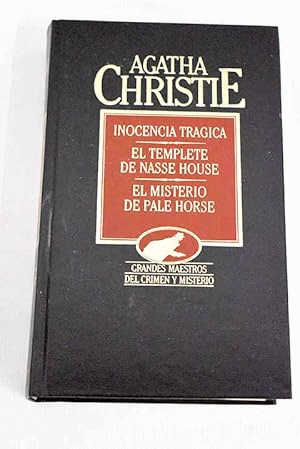 AGATHA
CHRISTIE
INOCENCIA TRAGICA
EL TEMPLETE
DE NASSE HOUSE
EL MISTERIO
DE PALE HORSE
GRANDES MAESTROS
DEL CRIMEN Y MISTERIO